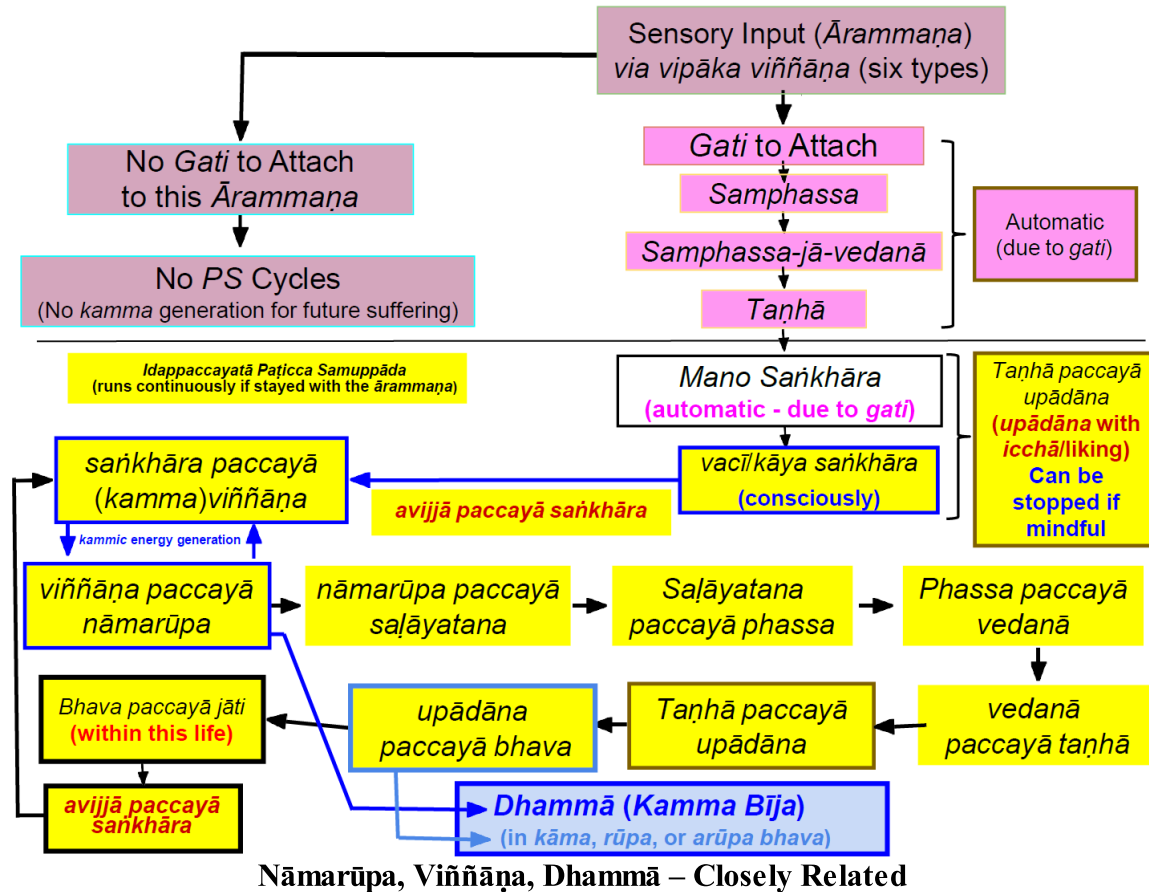 Sensory Input (Ārammaṇa)
via vipāka viññāṇa (six types)
No Gati to Attach
to this Ārammaṇa
No PS Cycles
(No kamma generation for future suffering)
Gati to Attach
Samphassa
Samphassa-jā-vedanā
Taṇhā
Automatic
(due to gati)
Idappaccayatā Paṭicca Samuppāda
(runs continuously if stayed with the ārammaṇa)
Mano Saṅkhāra
(automatic - due to gati)
vacī/kāya saṅkhāra
(consciously)
Taṇhā paccayā
upādāna
(upādāna with
icchā/liking)
Can be
stopped if
mindful
avijjā paccayā saṅkhāra
saṅkhāra paccayā
(kamma)viññāṇa
kammic energy generation
viññāṇa paccayā
nāmarūpa
nāmarūpa paccayā
saḷāyatana
Saḷāyatana
paccayā phassa
Phassa paccayā
vedanā
vedanā
paccayā taṇhā
Taṇhā paccayā
upādāna
upādāna
paccayā bhava
Bhava paccayā jāti
(within this life)
avijjā paccayā
saṅkhāra
Dhammā (Kamma Bīja)
(in kāma, rūpa, or arūpa bhava)
Nāmarūpa, Viññāṇa, Dhammā – Closely Related